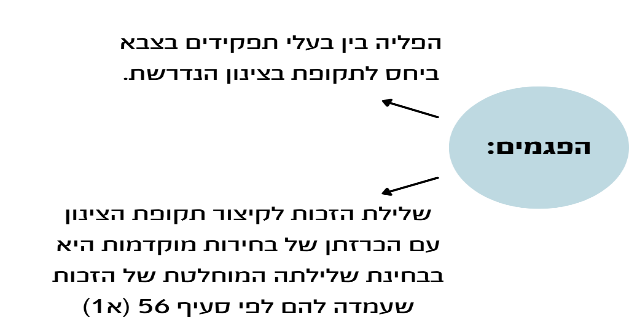 הפגמים:
הפליה בין בעלי תפקידים בצבא
ביחס לתקופת בצינון הנדרשת.
שלילת הזכות לקיצור תקופת הצינון
עם הכרזתן של בחירות מוקדמות היא
בבחינת שלילתה המוחלטת של הזכות
שעמדה להם לפי סעיף 56 (א1)